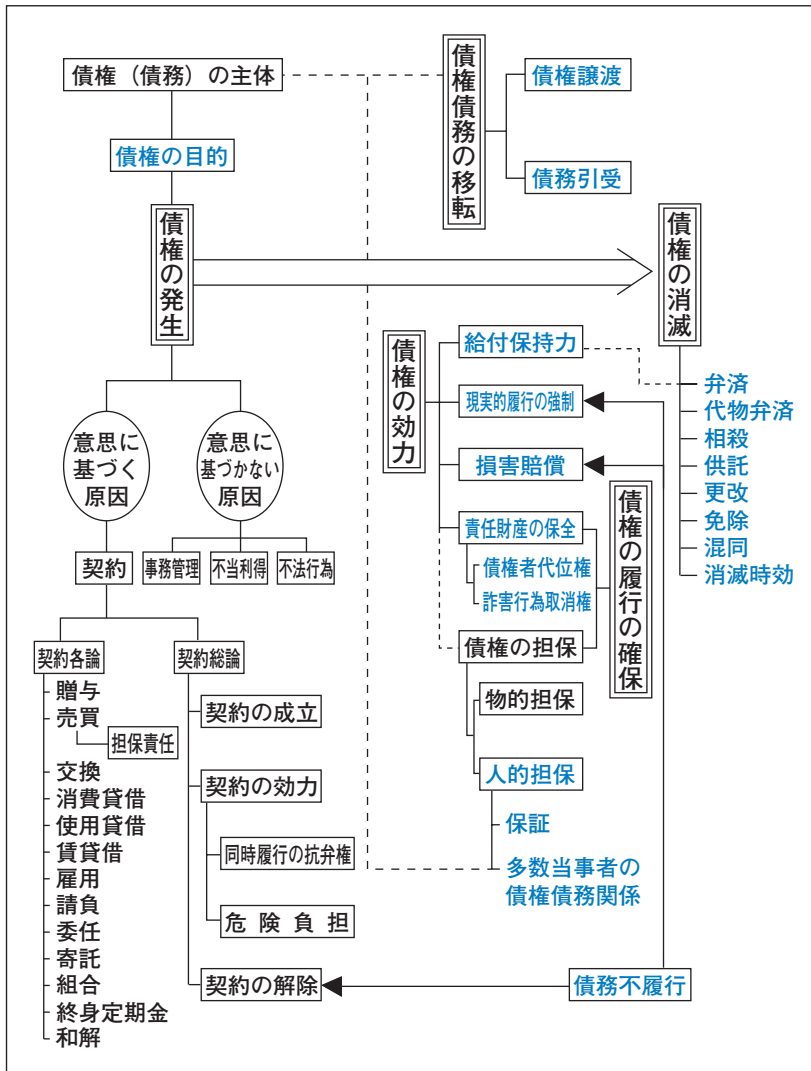 債権（債務）の主体
債権の目的
債権の発生
債権債務の移転
債権譲渡
債務引受
債権の消滅
弁済
代物弁済
相殺
供託
更改
免除
混同
消滅時効
債権の効力
給付保持力
現実的履行の強制
損害賠償
責任財産の保全
債権者代位権
詐害行為取消権
債権の担保
債権の履行の確保
物的担保
人的担保
保証
多数当事者の
債権債務関係
債務不履行
意思に
基づく
原因
意思に
基づかない
原因
契約
事務管理
不当利得
不法行為
契約各論
贈与
売買
担保責任
交換
消費貸借
使用貸借
賃貸借
雇用
請負
委任
寄託
組合
終身定期金
和解
契約総論
契約の成立
契約の効力
同時履行の抗弁権
危険負担
契約の解除